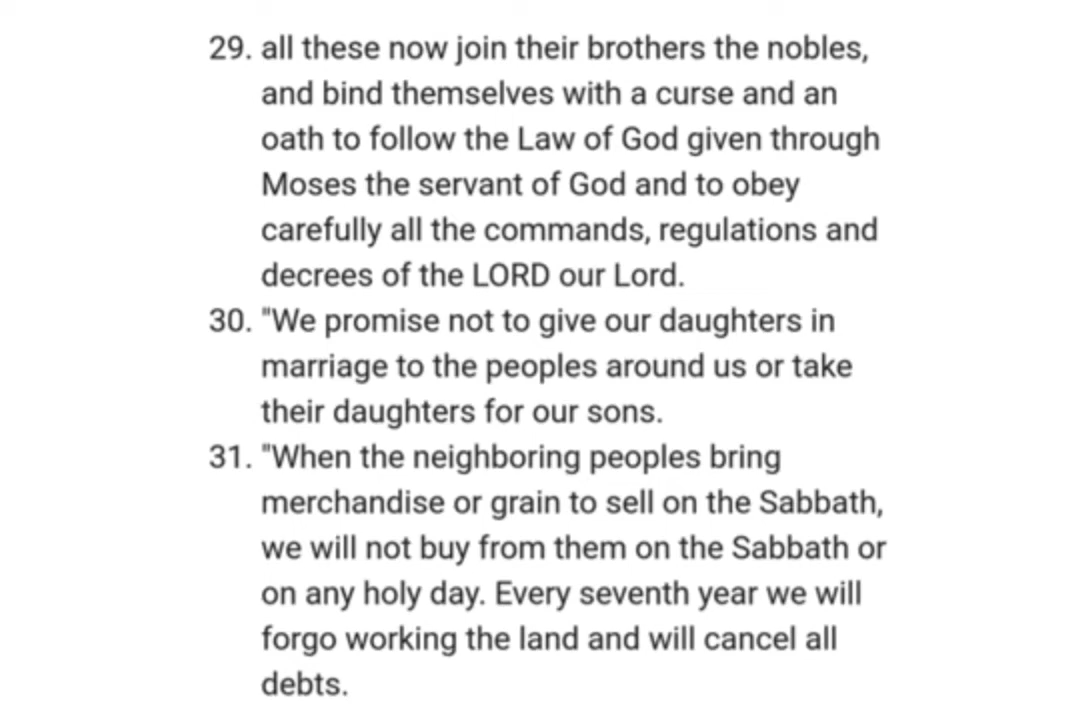 29. all these now join their brothers the nobles,
and bind themselves with a curse and an
oath to follow the Law of God given through
Moses the servant of God and to obey
carefully all the commands, regulations and
decrees of the LORD our Lord.
30. "We promise not to give our daughters in
marriage to the peoples around us or take
their daughters for our sons.
31. "When the neighboring peoples bring
merchandise or grain to sell on the Sabbath,
we will not buy from them on the Sabbath or
on any holy day. Every seventh year we will
forgo working the land and will cancel all
debts.